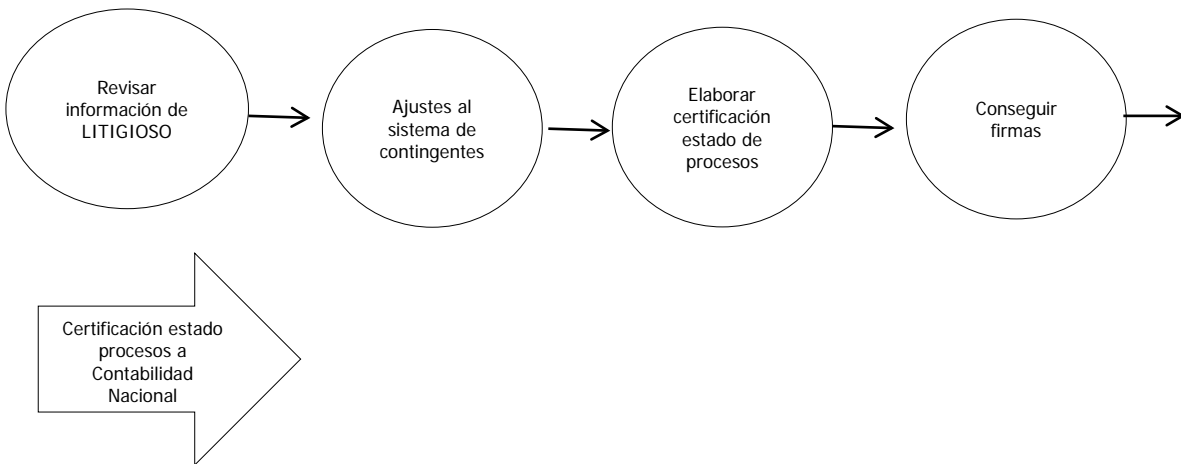 Revisar
información de
LITIGIOSO
Ajustes al
sistema de
contingentes
Elaborar
certificación
estado de
procesos
Conseguir
firmas
Certificación estado
procesos a
Contabilidad
Nacional